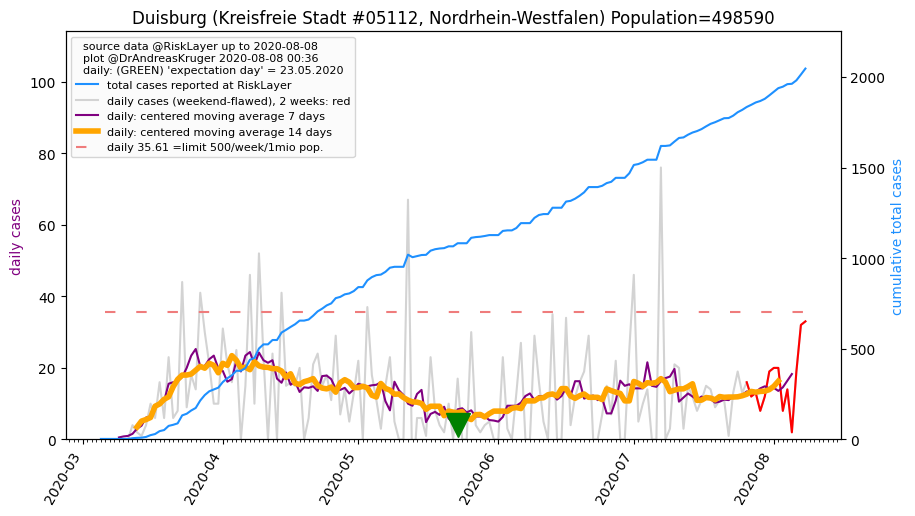 Duisburg (Kreisfreie Stadt #05112, Nordrhein-Westfalen) Population=498590
source data @RiskLayer up to 2020-08-08
plot @DrAndreasKruger 2020-08-08 00:36
daily: (GREEN) 'expectation day' = 23.05.2020
total cases reported at RiskLayer
daily cases (weekend-flawed), 2 weeks: red
daily: centered moving average 7 days
daily: centered moving average 14 days
daily 35.61 =limit 500/week/1mio pop.
daily cases
100
80
60
40
20
0
cumulative total cases
2000
1500
1000
500
0
2020-03
2020-04
2020-05
2020-06
2020-07
2020-08